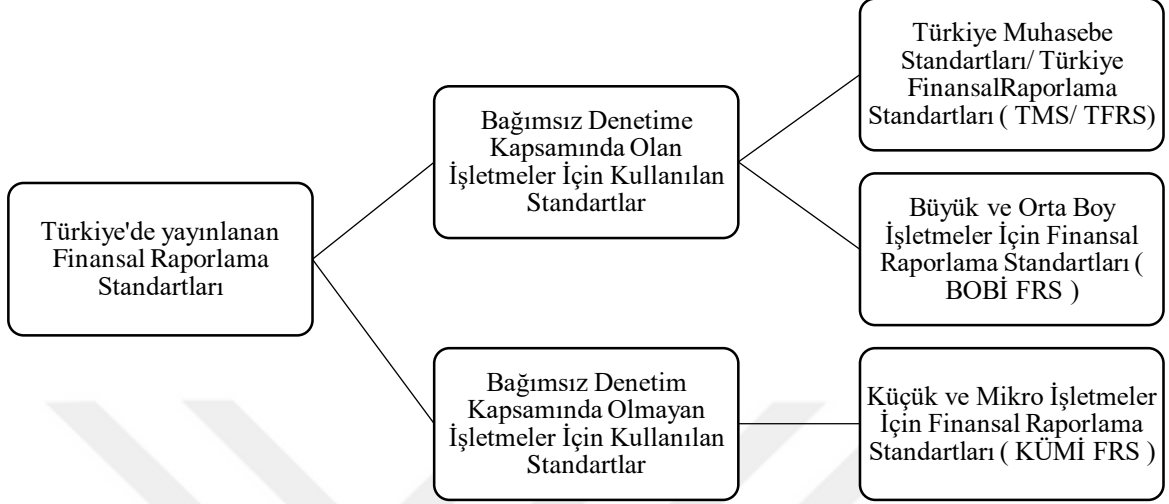 Türkiye'de yayınlanan
Finansal Raporlama
Standartları
Bağımsız Denetime
Kapsamında Olan
İşletmeler İçin Kullanılan
Standartlar
Türkiye Muhasebe
Standartları/ Türkiye
FinansalRaporlama
Standartları ( TMS/ TFRS)
Büyük ve Orta Boy
İşletmeler İçin Finansal
Raporlama Standartları (
BOBİ FRS )
Bağımsız Denetim
Kapsamında Olmayan
İşletmeler İçin Kullanılan
Standartlar
Küçük ve Mikro İşletmeler
İçin Finansal Raporlama
Standartları ( KÜMİ FRS )